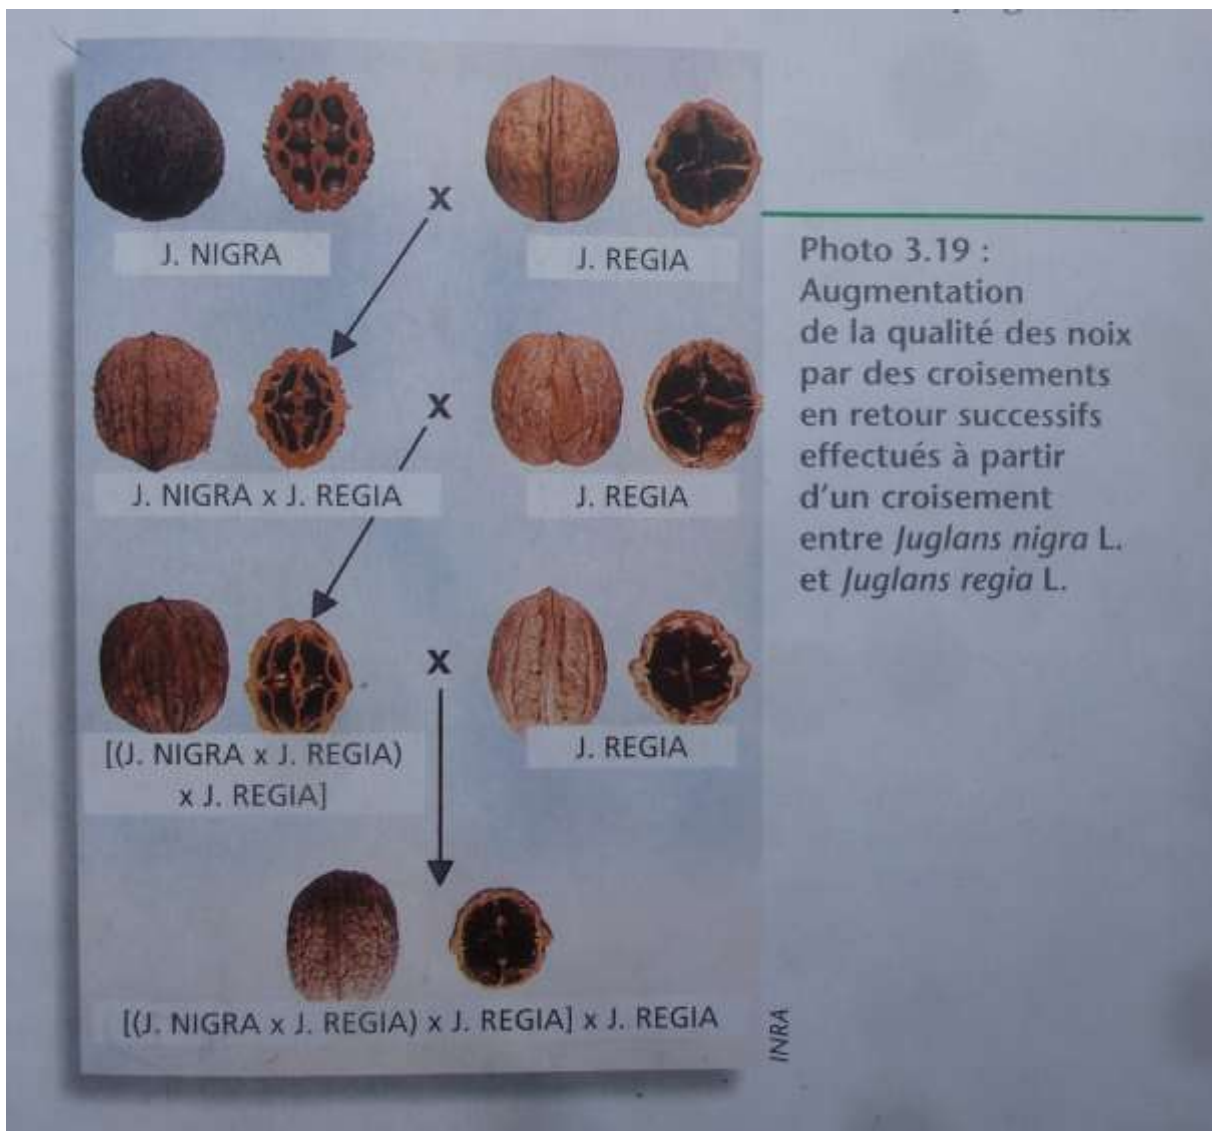 J. NIGRA
x
J. REGIA
J. NIGRA x J. REGIA
x
J. REGIA
[(J. NIGRA x J. REGIA)
x J. REGIA]
x
J. REGIA
[(J. NIGRA x J. REGIA) x J. REGIA] x J. REGIA
INRA
Photo 3.19 :
Augmentation
de la qualité des noix
par des croisements
en retour successifs
effectués à partir
d'un croisement
entre Juglans nigra L.
et Juglans regia L.